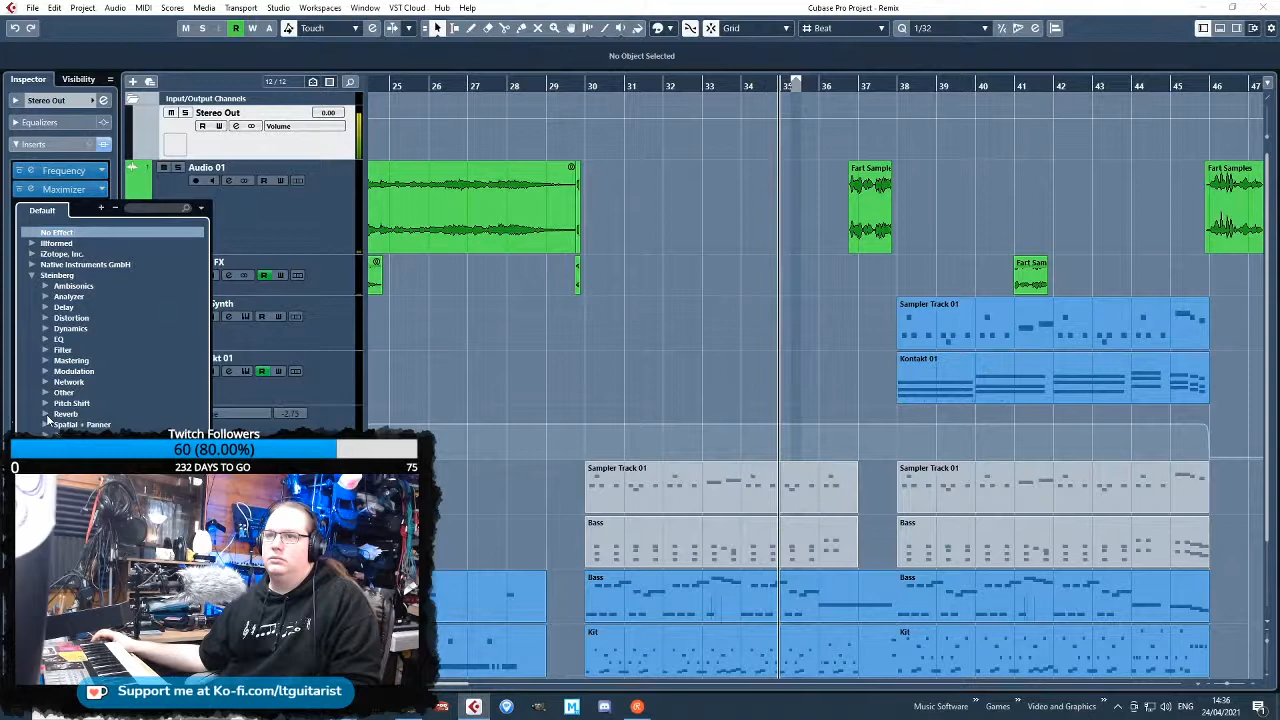 File Edit Project Audio MIDI Scores Media Transport Studio Workspaces Window VST Cloud Hub Help
Cubase Pro Project - Remix
M S L R W A Touch Grid Beat 1/32
No Object Selected
Inspector Visibility
12 / 12
25 26 27 28 29 30 31 32 33 34 35 36 37 38 39 40 41 42 43 44 45 46 47
Stereo Out
Input/Output Channels
M S Stereo Out 0.00
R W Volume
Equalizers
Inserts
Frequency
Maximizer
Audio 01
S
R W
Fart Sample
Fart Samples
Default
No Effect
Illformed
iZotope, Inc.
Native Instruments GmbH
Steinberg
Ambisonics
Analyzer
Delay
Distortion
Dynamics
EQ
Filter
Mastering
Modulation
Network
Other
Pitch Shift
Reverb
Spatial + Panner
FX
R W
Fart Sam
Synth
R W
Sampler Track 01
kt 01
R W
Kontakt 01
-2.75
Sampler Track 01
Sampler Track 01
Bass
Bass
Bass
Bass
Kit
Kit
Twitch Followers
60 (80.00%)
0 232 DAYS TO GO 75
Support me at Ko-fi.com/ltguitarist
Music Software Games Video and Graphics
14:36
24/04/2021